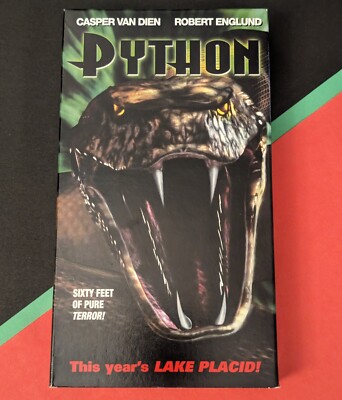 CASPER VAN DIEN ROBERT ENGLUND
PYTHON
SIXTY FEET
OF PURE
TERROR!
This year's LAKE PLACID!